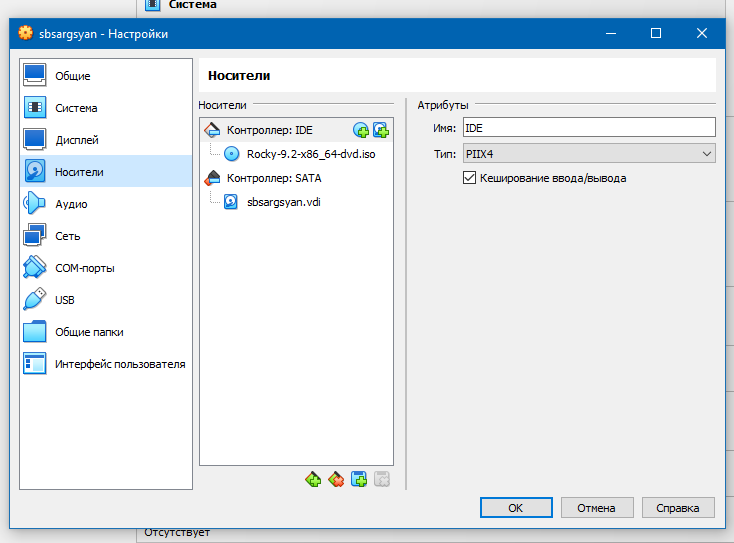 Система
sbsargsyan - Настройки
Общие
Система
Дисплей
Носители
Аудио
Сеть
COM-порты
USB
Общие папки
Интерфейс пользователя
Носители
Носители
Контроллер: IDE
Rocky-9.2-x86_64-dvd.iso
Контроллер: SATA
sbsargsyan.vdi
Атрибуты
Имя: IDE
Тип: PIIX4
Кеширование ввода/вывода
OK Отмена Справка
Отсутствует